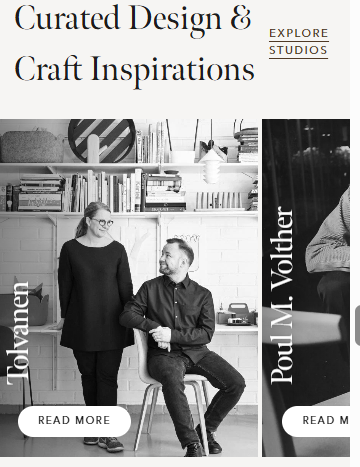 Curated Design &
Craft Inspirations
EXPLORE
STUDIOS
Tolvanen
READ MORE
Poul M. Volther
READ M